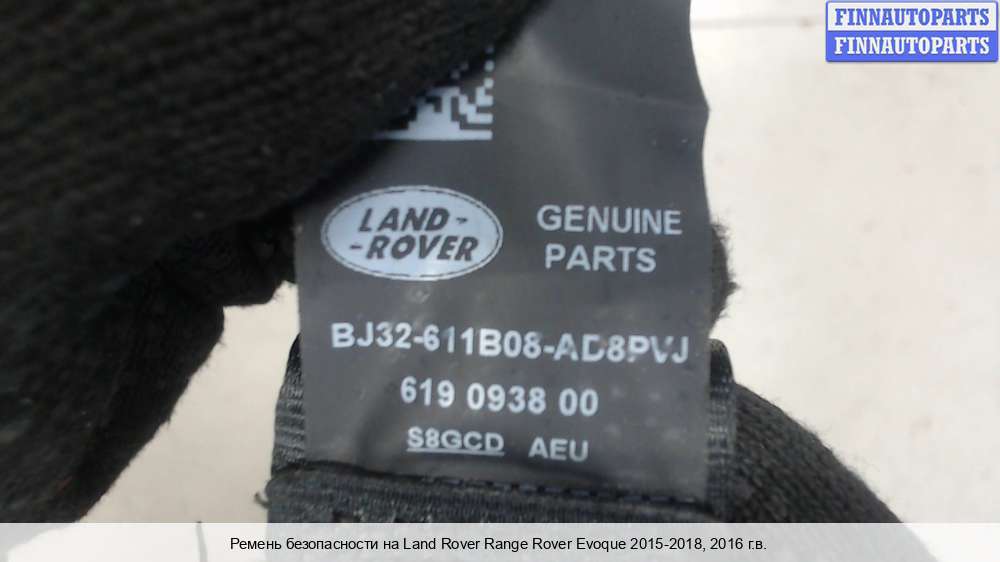 FINNAUTOPARTS
FINNAUTOPARTS
LAND-
-ROVER
GENUINE
PARTS
BJ32-611B08-AD8PVJ
619 0938 00
S8GCD AEU
Ремень безопасности на Land Rover Range Rover Evoque 2015-2018, 2016 г.в.